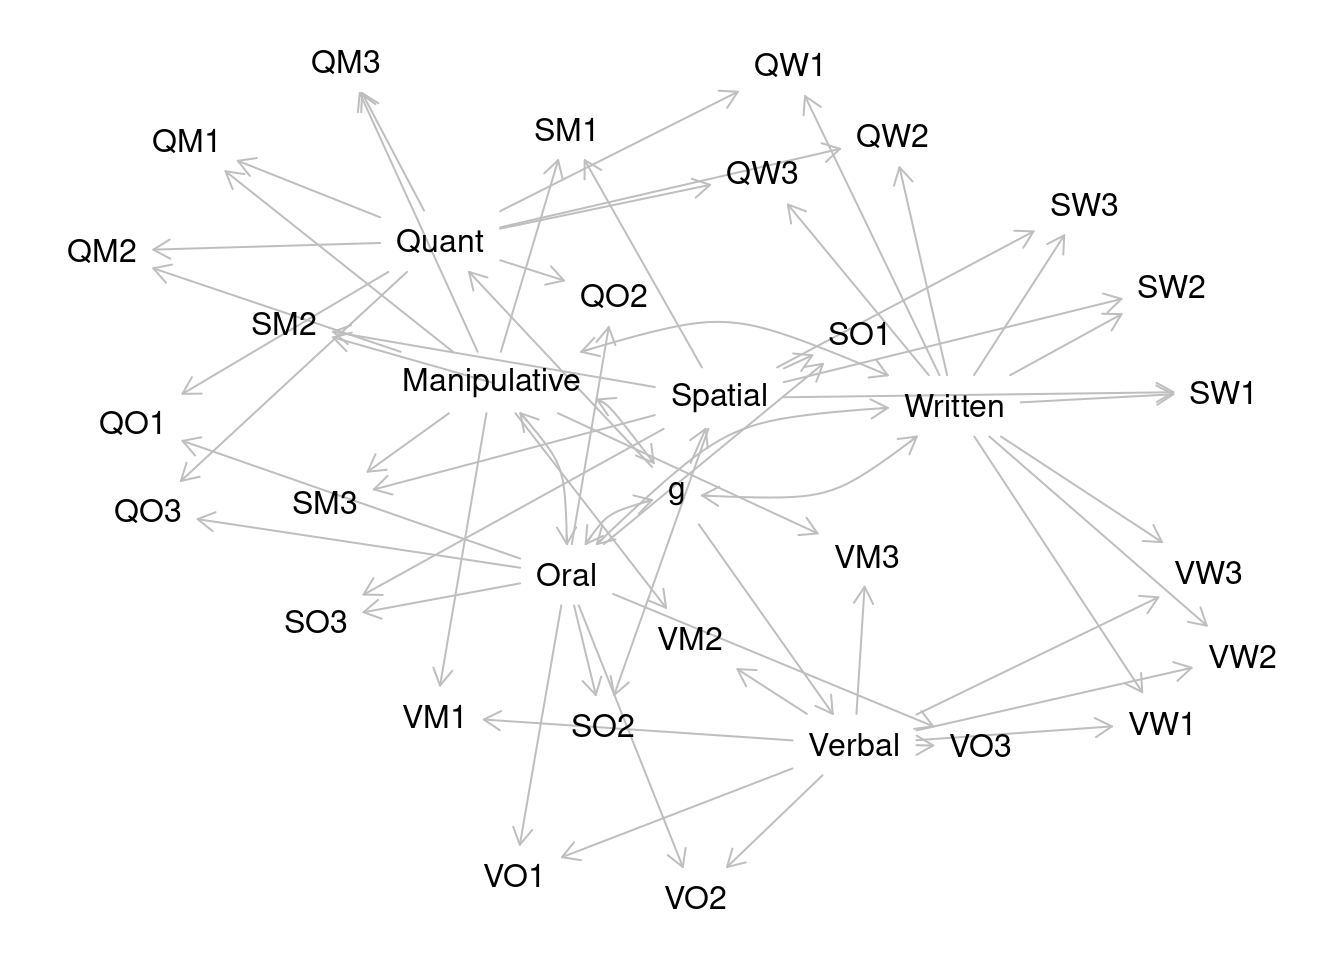 QM3
QW1
SM1
QM1
QW2
QW3
SW3
Quant
QM2
SW2
QO2
SM2
SO1
Manipulative
Spatial
SW1
Written
QO1
g
SM3
QO3
VM3
Oral
VW3
SO3
VM2
VW2
VM1
SO2
VW1
Verbal
VO3
VO1
VO2